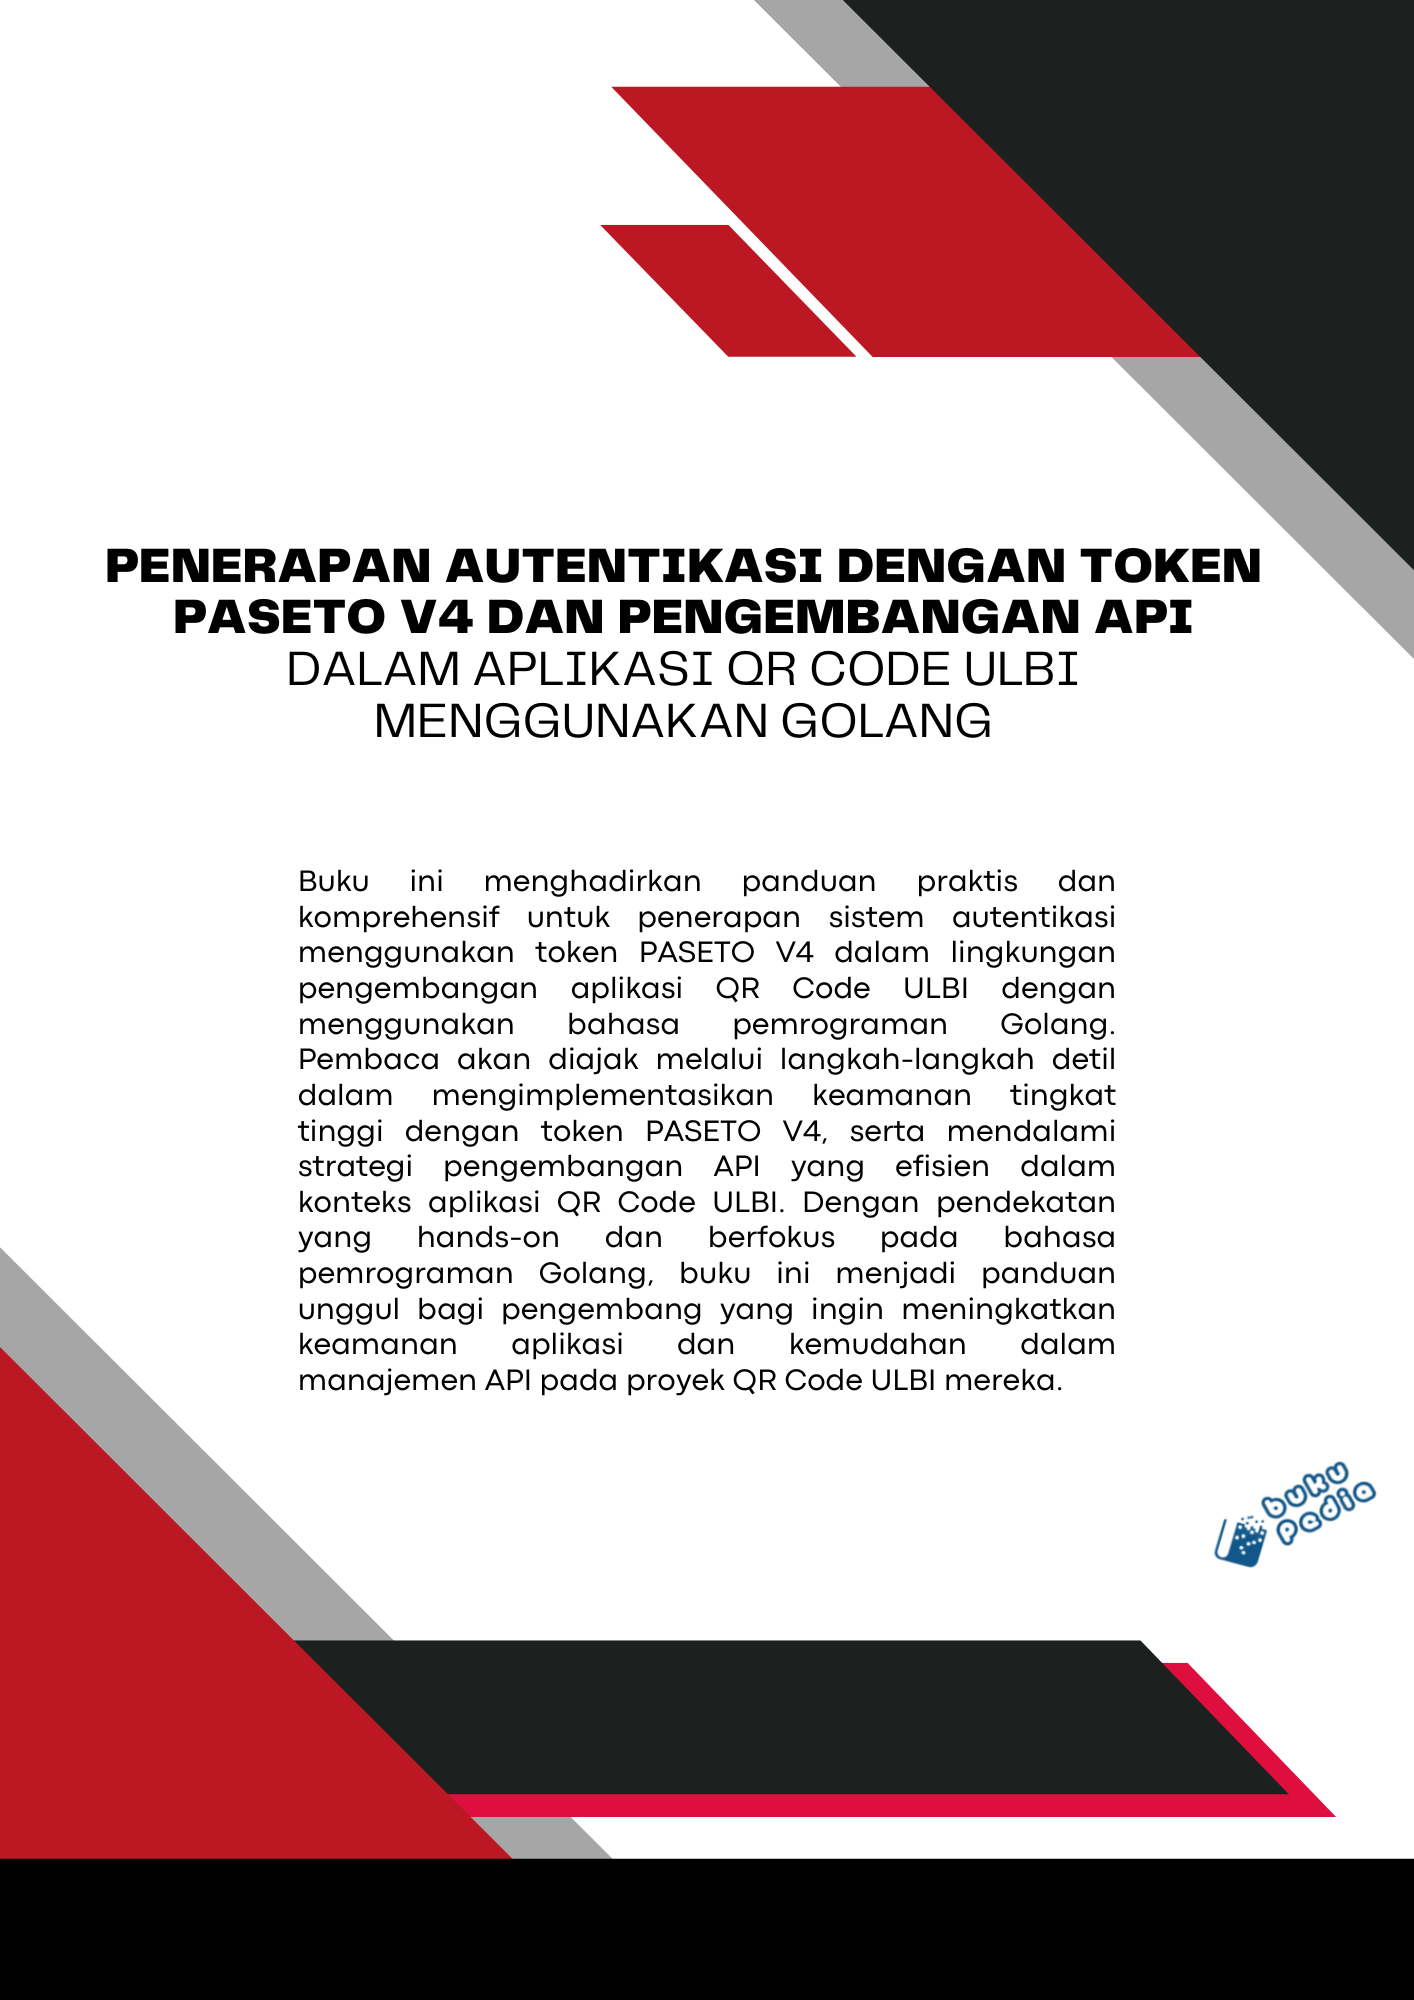 PENERAPAN AUTENTIKASI DENGAN TOKEN
PASETO V4 DAN PENGEMBANGAN API
DALAM APLIKASI QR CODE ULBI
MENGGUNAKAN GOLANG
Buku ini menghadirkan panduan praktis dan
komprehensif untuk penerapan sistem autentikasi
menggunakan token PASETO V4 dalam lingkungan
pengembangan aplikasi QR Code ULBI dengan
menggunakan bahasa pemrograman Golang.
Pembaca akan diajak melalui langkah-langkah detil
dalam mengimplementasikan keamanan tingkat
tinggi dengan token PASETO V4, serta mendalami
strategi pengembangan API yang efisien dalam
konteks aplikasi QR Code ULBI. Dengan pendekatan
yang hands-on dan berfokus pada bahasa
pemrograman Golang, buku ini menjadi panduan
unggul bagi pengembang yang ingin meningkatkan
keamanan aplikasi dan kemudahan dalam
manajemen API pada proyek QR Code ULBI mereka.
buku
pedia